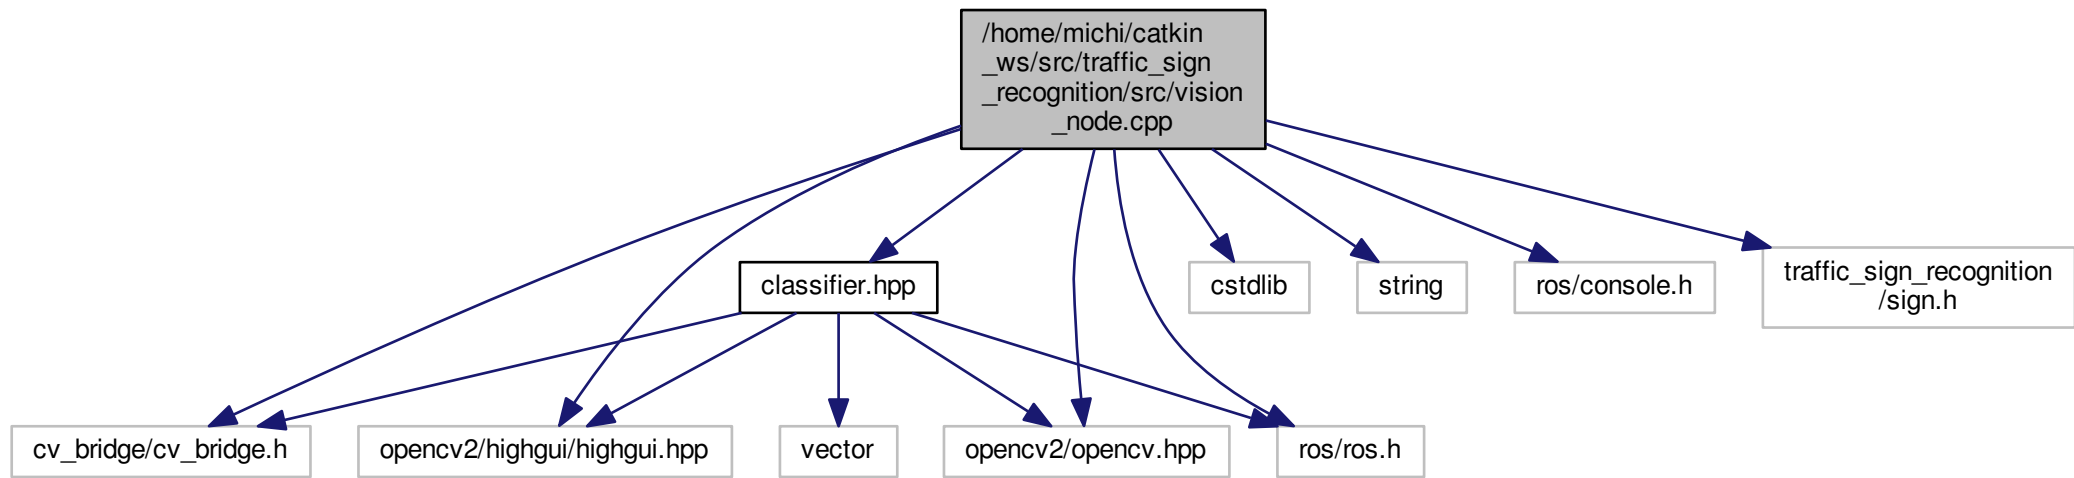 /home/michi/catkin
_ws/src/traffic_sign
_recognition/src/vision
_node.cpp
classifier.hpp
cstdlib
string
ros/console.h
traffic_sign_recognition
/sign.h
cv_bridge/cv_bridge.h
opencv2/highgui/highgui.hpp
vector
opencv2/opencv.hpp
ros/ros.h